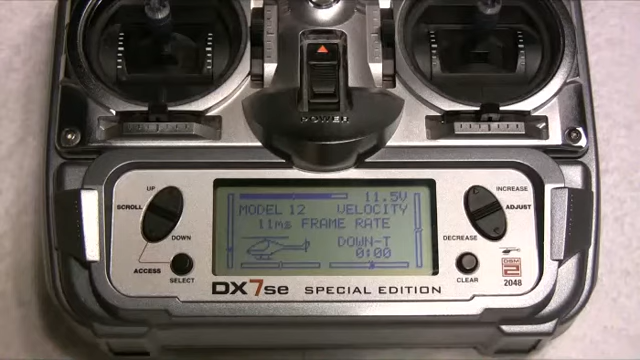 POWER
UP
SCROLL
DOWN
ACCESS
SELECT
11.5V
MODEL 12 VELOCITY
11ms FRAME RATE
DOWN-T
0:00
INCREASE
ADJUST
DECREASE
CLEAR
DSM
2
2048
DX7se SPECIAL EDITION